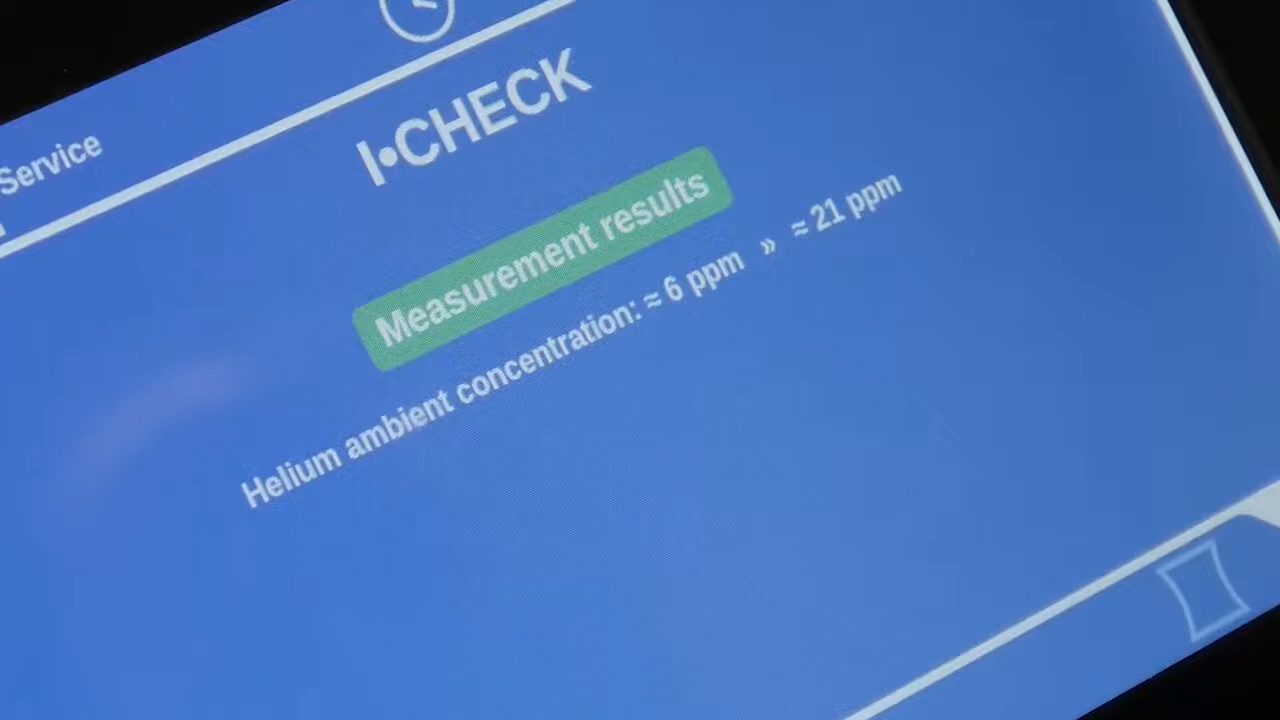 Service
I•CHECK
Measurement results
Helium ambient concentration: ≈ 6 ppm » ≈ 21 ppm